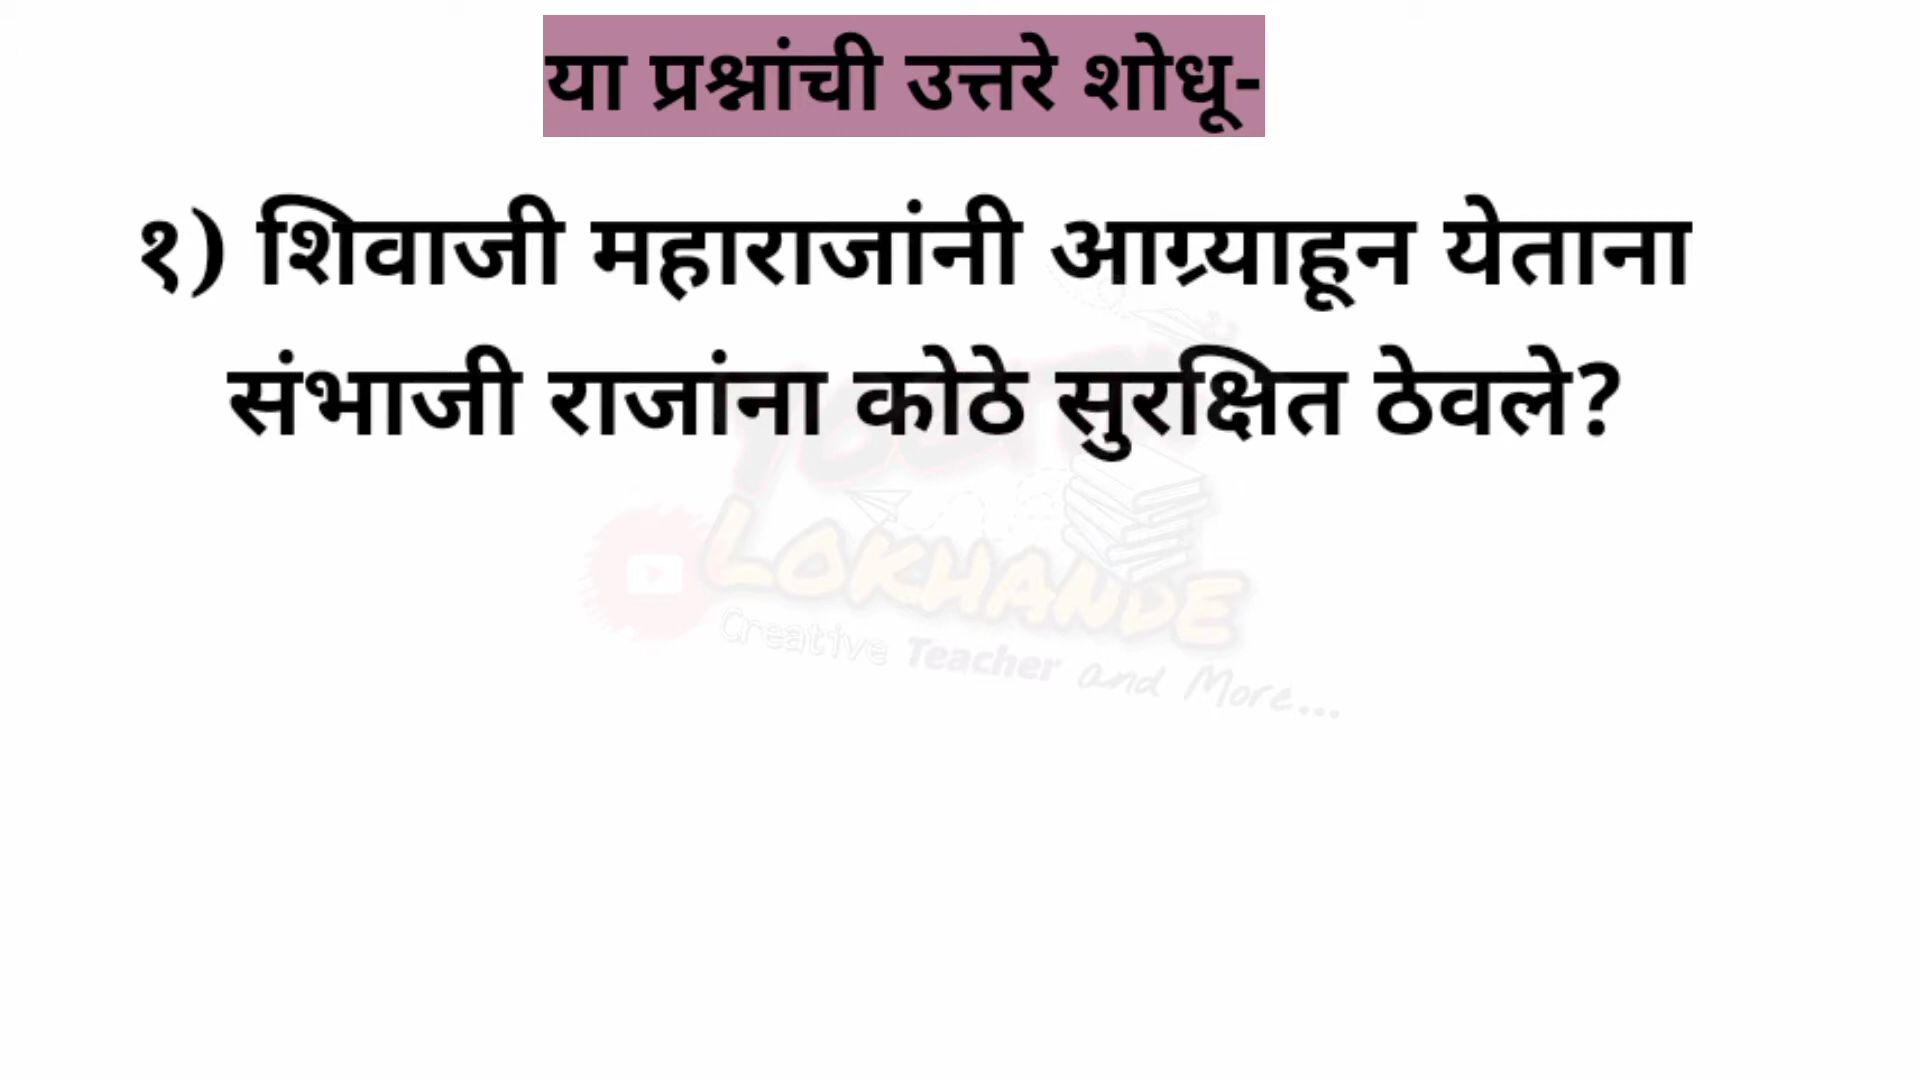 या प्रश्नांची उत्तरे शोधू-
१) शिवाजी महाराजांनी आग्र्याहून येताना
संभाजी राजांना कोठे सुरक्षित ठेवले?
LOKHANDE
Creative Teacher and More...